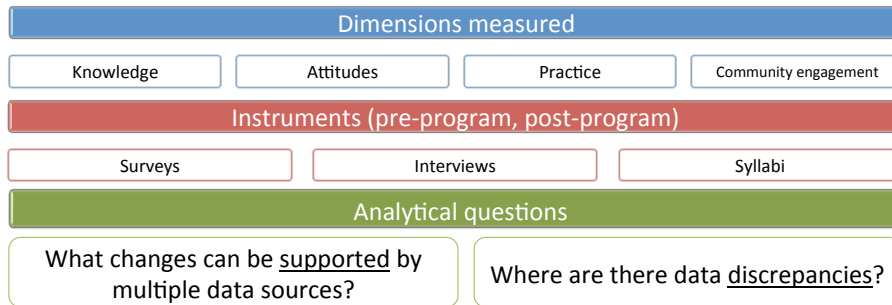 Dimensions measured
Knowledge
Attitudes
Practice
Community engagement
Instruments (pre-program, post-program)
Surveys
Interviews
Syllabi
Analytical questions
What changes can be supported by
multiple data sources?
Where are there data discrepancies?